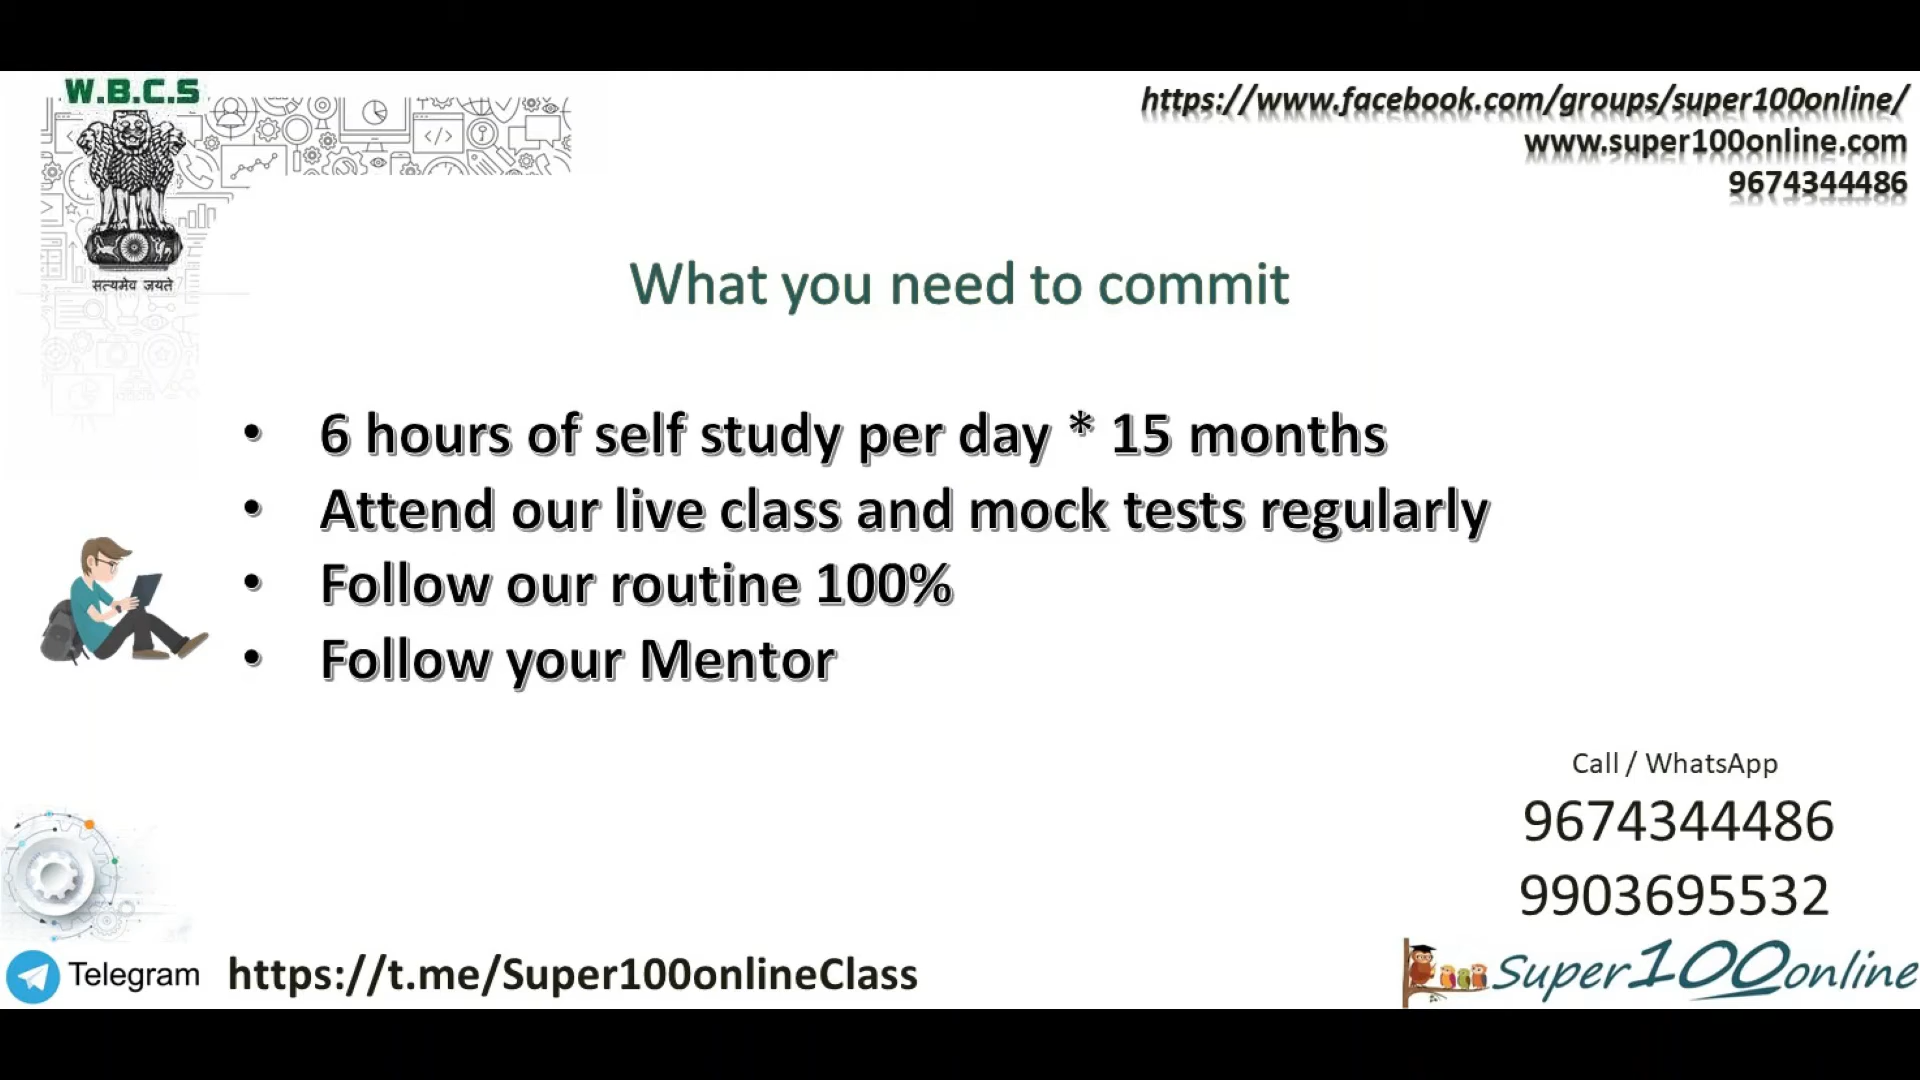 W.B.C.S
सत्यमेव जयते
https://www.facebook.com/groups/super100online/
www.super100online.com
9674344486
What you need to commit
• 6 hours of self study per day * 15 months
• Attend our live class and mock tests regularly
• Follow our routine 100%
• Follow your Mentor
Call / WhatsApp
9674344486
9903695532
Telegram https://t.me/Super100onlineClass
Super100online